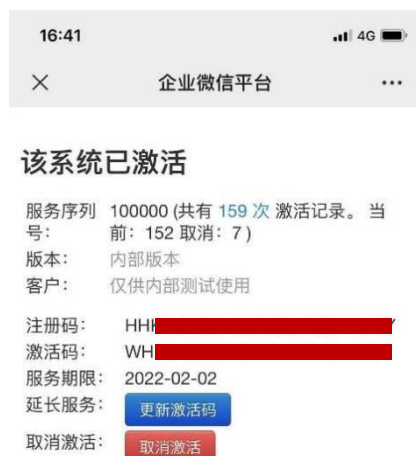 16:41
4G
企业微信平台
该系统已激活
服务序列号: 100000 (共有 159 次 激活记录。 当前: 152 取消: 7 )
版本: 内部版本
客户: 仅供内部测试使用
注册码: HH
激活码: WH
服务期限: 2022-02-02
延长服务: 更新激活码
取消激活: 取消激活